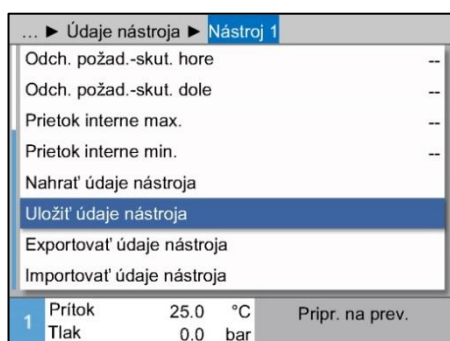 ... ► Údaje nástroja ► Nástroj 1
Odch. požad.-skut. hore --
Odch. požad.-skut. dole --
Prietok interne max. --
Prietok interne min. --
Nahrať údaje nástroja
Uložiť údaje nástroja
Exportovať údaje nástroja
Importovať údaje nástroja
1 Prítok 25.0 °C Pripr. na prev.
Tlak 0.0 bar